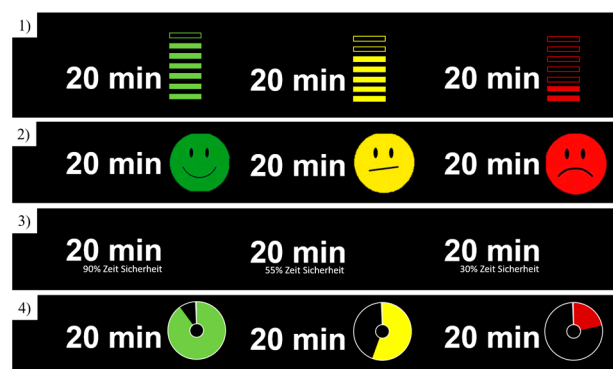 1)
20 min 20 min 20 min
2)
20 min 20 min 20 min
3)
20 min 20 min 20 min
90% Zeit Sicherheit 55% Zeit Sicherheit 30% Zeit Sicherheit
4)
20 min 20 min 20 min